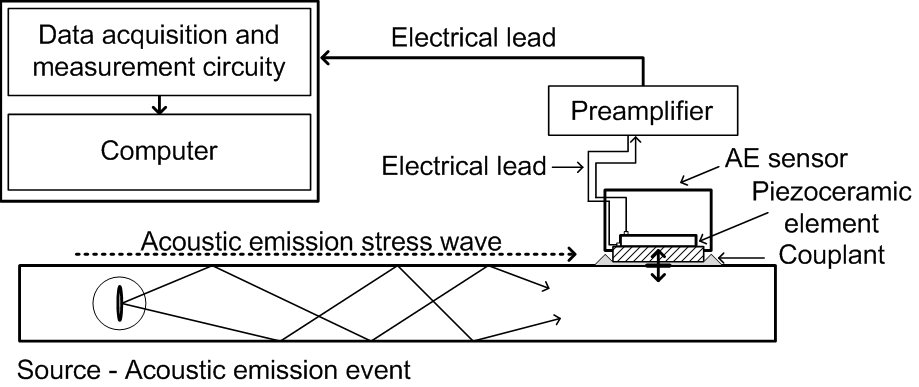 Data acquisition and
measurement circuity
Computer
Electrical lead
Preamplifier
Electrical lead
AE sensor
Piezoceramic
element
Couplant
Acoustic emission stress wave
Source - Acoustic emission event